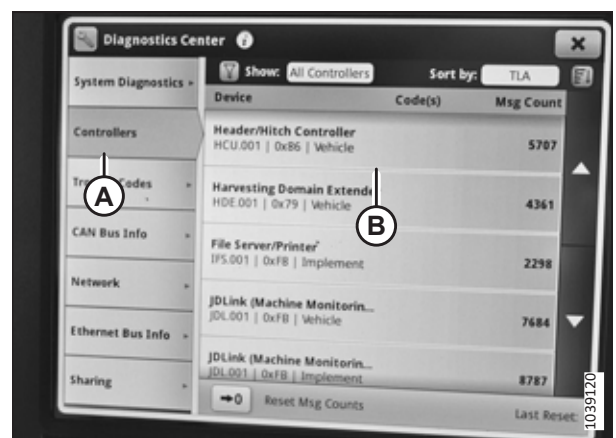 Diagnostics Center
System Diagnostics
Show: All Controllers Sort by: TLA
Device Code(s) Msg Count
Controllers
Header/Hitch Controller
HCU.001 | 0x86 | Vehicle 5707
A
B
Codes
Harvesting Domain Extende
HDE.001 | 0x79 | Vehicle 4361
CAN Bus Info
File Server/Printer
IFS.001 | 0xF8 | Implement 2298
Network
JDLink (Machine Monitorin...
JDL.001 | 0xFB | Vehicle 7684
Ethernet Bus Info
JDLink (Machine Monitorin...
JDL.001 | 0xFB | Implement 8787
Sharing
→0 Reset Msg Counts Last Reset:
1039120